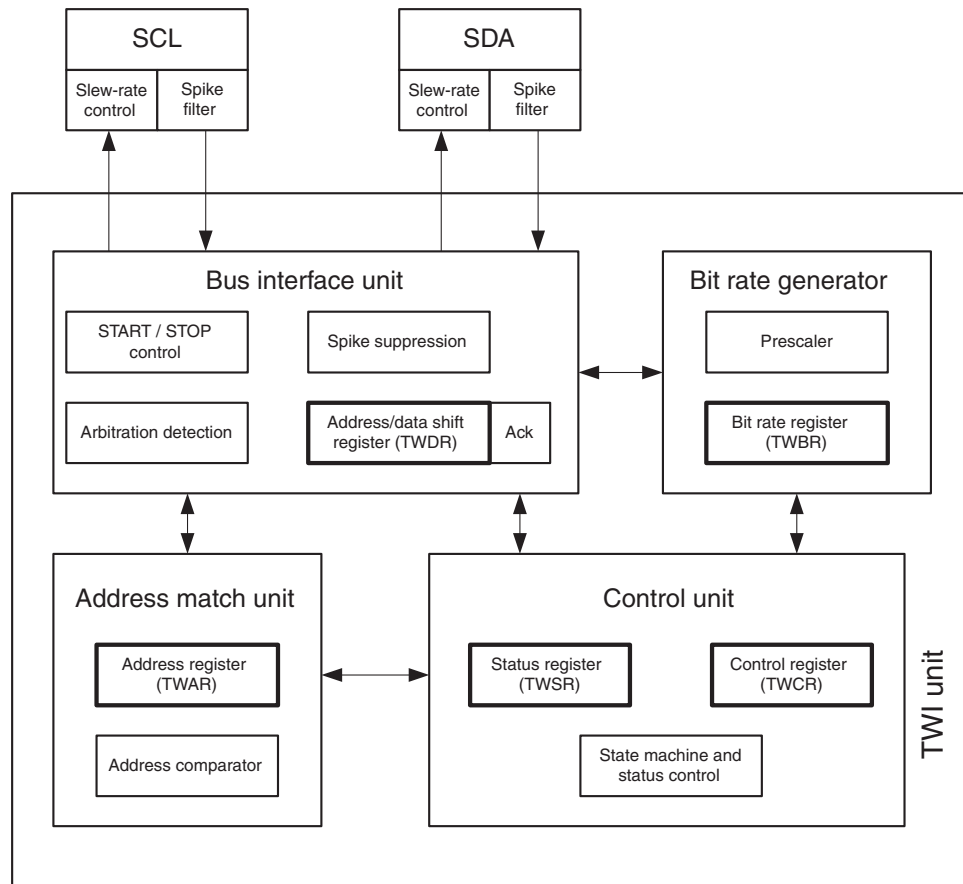 SCL
Slew-rate
control
Spike
filter
SDA
Slew-rate
control
Spike
filter
Bus interface unit
START / STOP
control
Spike suppression
Arbitration detection
Address/data shift
register (TWDR)
Ack
Bit rate generator
Prescaler
Bit rate register
(TWBR)
Address match unit
Address register
(TWAR)
Address comparator
Control unit
Status register
(TWSR)
Control register
(TWCR)
State machine and
status control
TWI unit